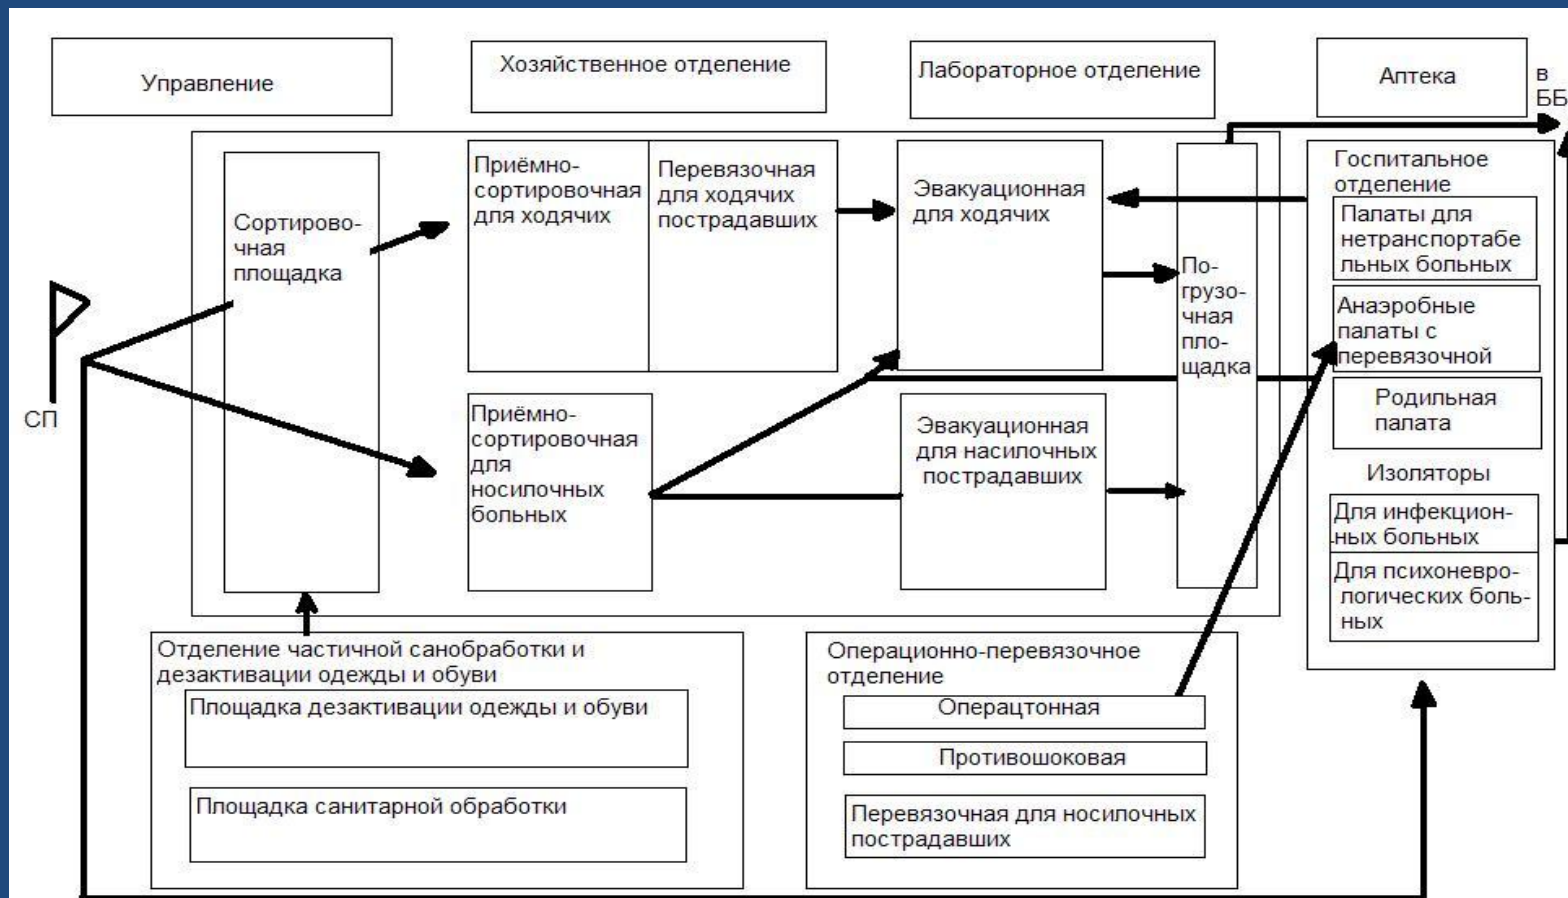 Управление
Хозяйственное отделение
Лабораторное отделение
Аптека
в
ББ
Сортирово-
чная
площадка
Приёмно-
сортировочная
для ходячих
Перевязочная
для ходячих
пострадавших
Эвакуационная
для ходячих
По-
грузо-
чная
пло-
щадка
Госпитальное
отделение
Палаты для
нетранспортабе
льных больных
Анаэробные
палаты с
перевязочной
Родильная
палата
Изоляторы
Для инфекцион-
ных больных
Для психоневро-
логических боль-
ных
СП
Приёмно-
сортировочная
для
носилочных
больных
Эвакуационная
для насилочных
пострадавших
Отделение частичной санобработки и
дезактивации одежды и обуви
Площадка дезактивации одежды и обуви
Площадка санитарной обработки
Операционно-перевязочное
отделение
Операцтонная
Противошоковая
Перевязочная для носилочных
пострадавших